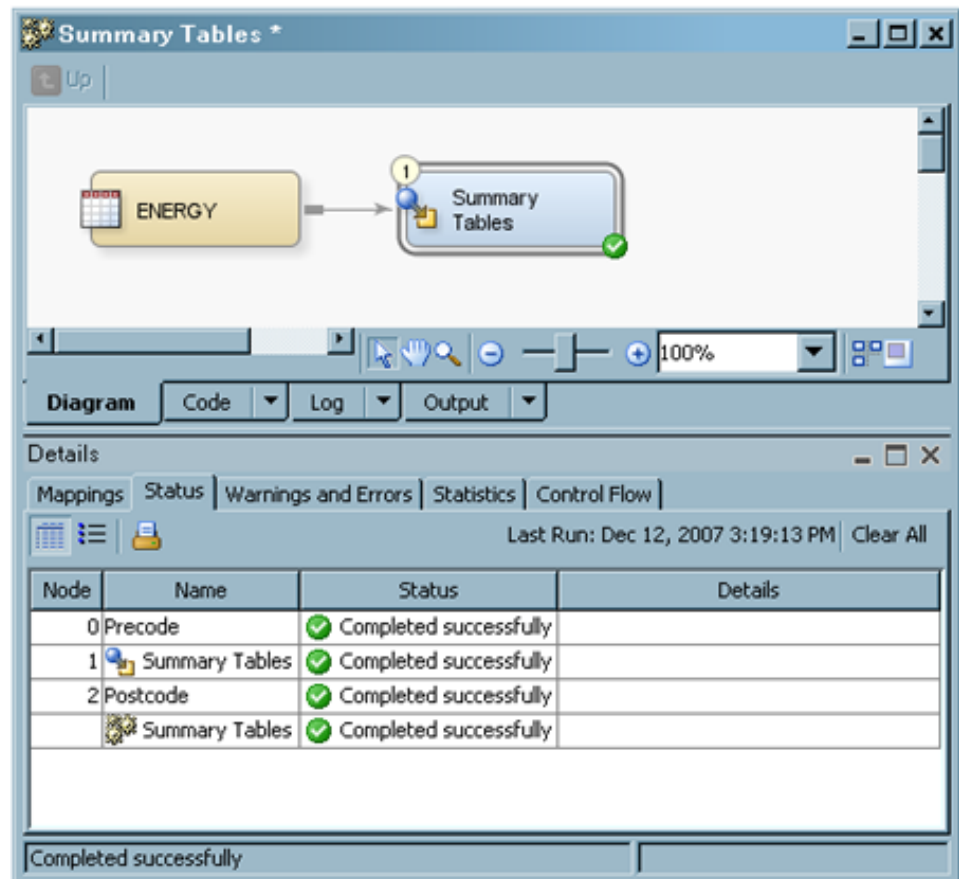 Summary Tables *
Up
ENERGY
1
Summary
Tables
100%
Diagram Code Log Output
Details
Mappings Status Warnings and Errors Statistics Control Flow
Last Run: Dec 12, 2007 3:19:13 PM Clear All
Node Name Status Details
0 Precode Completed successfully
1 Summary Tables Completed successfully
2 Postcode Completed successfully
Summary Tables Completed successfully
Completed successfully